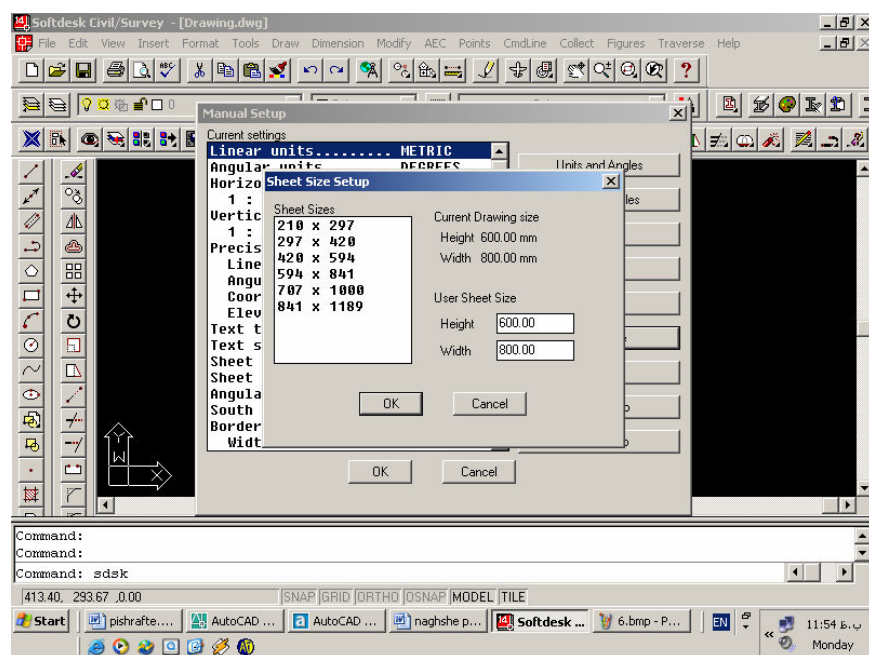 Softdesk Civil/Survey - [Drawing.dwg]
File Edit View Insert Format Tools Draw Dimension Modify AEC Points CmdLine Collect Figures Traverse Help
Manual Setup
Current settings
Linear units......... METRIC
Angular units DEGREES
Units and Angles
Horizo
les
1 :
Vertic
1 :
Precis
Line
Angu
Coor
Elev
Text t
Text s
Sheet
Sheet
Angula
South
Border
Widt
Sheet Size Setup
Sheet Sizes
210 x 297
297 x 420
420 x 594
594 x 841
707 x 1000
841 x 1189
Current Drawing size
Height 600.00 mm
Width 800.00 mm
User Sheet Size
Height 600.00
Width 800.00
OK Cancel
OK Cancel
W
X
Y
Command:
Command:
Command: sdsk
413.40, 293.67 ,0.00 SNAP GRID ORTHO OSNAP MODEL TILE
Start pishrafte.... AutoCAD ... AutoCAD ... naghshe p... Softdesk ... 6.bmp - P... EN 11:54 ب.ظ
Monday